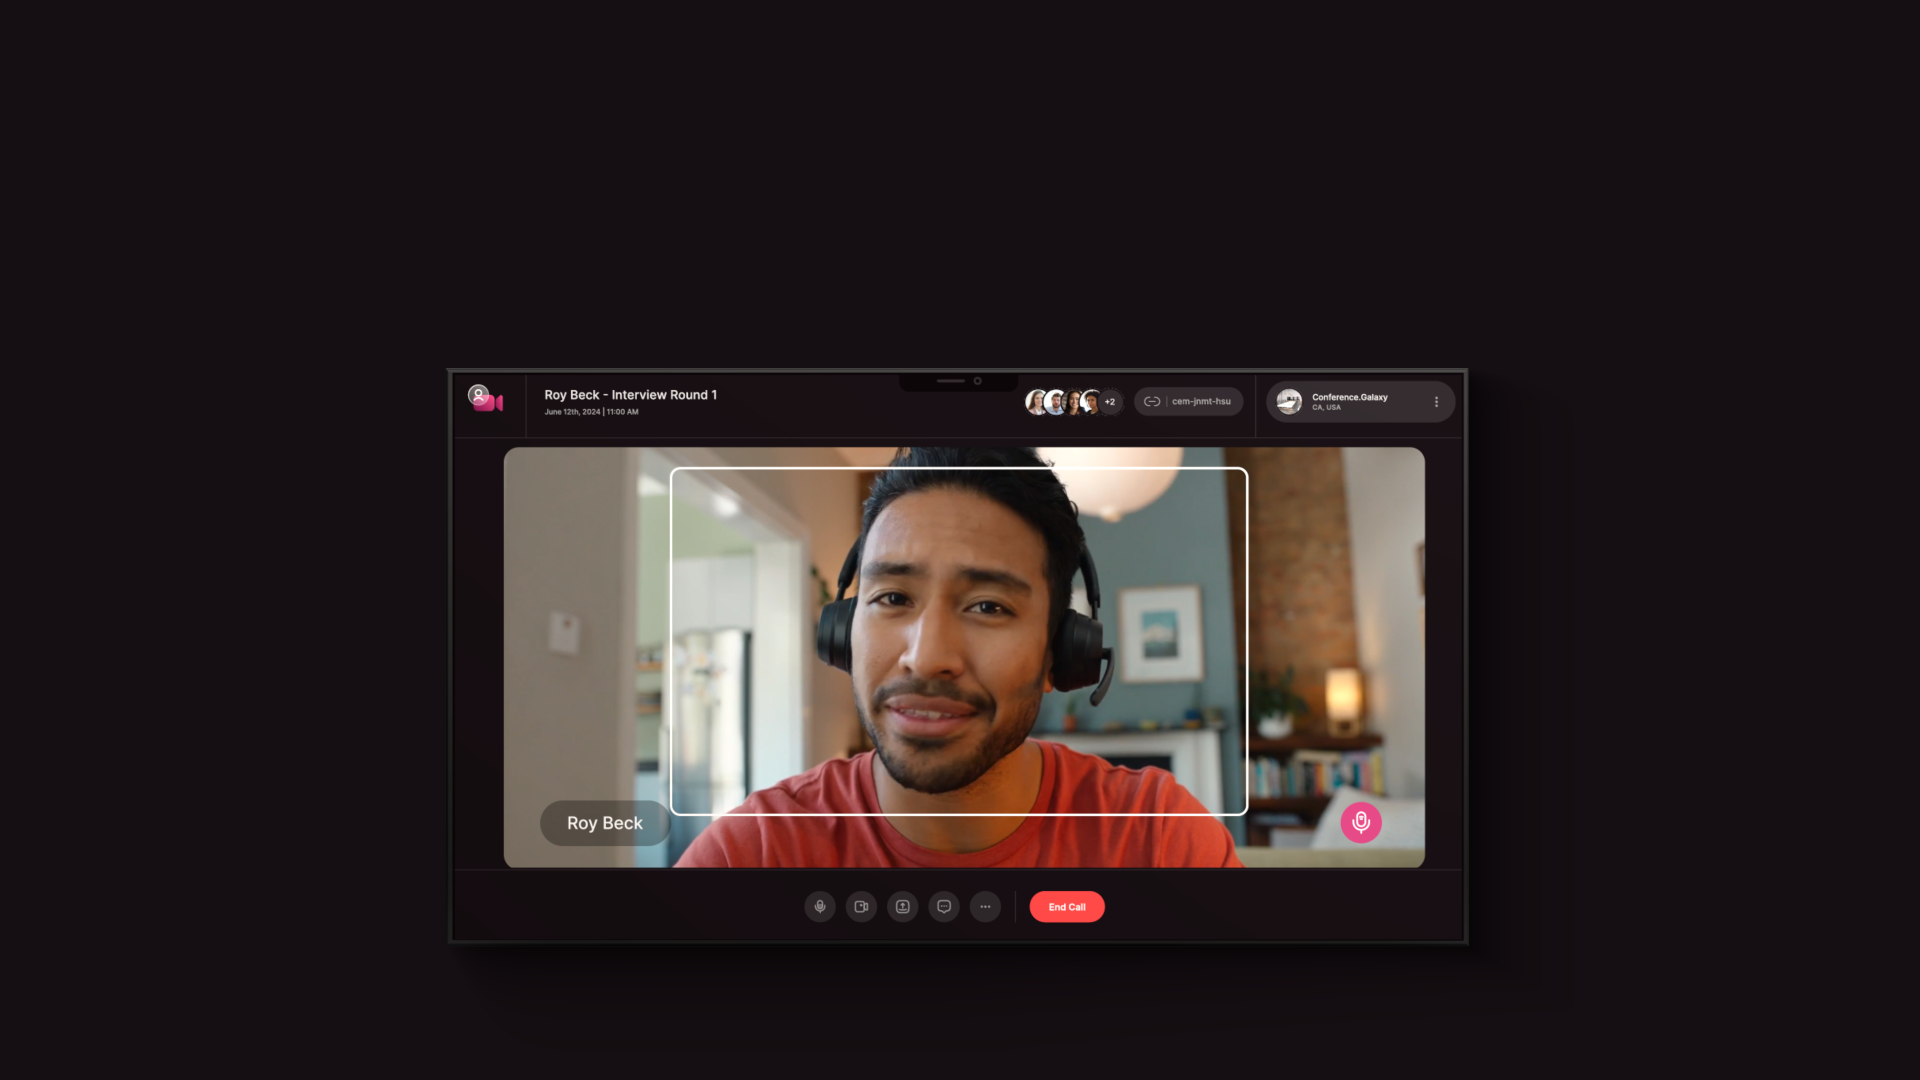 Roy Beck - Interview Round 1
June 12th, 2024 | 11:00 AM
+2
cem-jnmt-hsu
Conference.Galaxy
CA, USA
Roy Beck
End Call